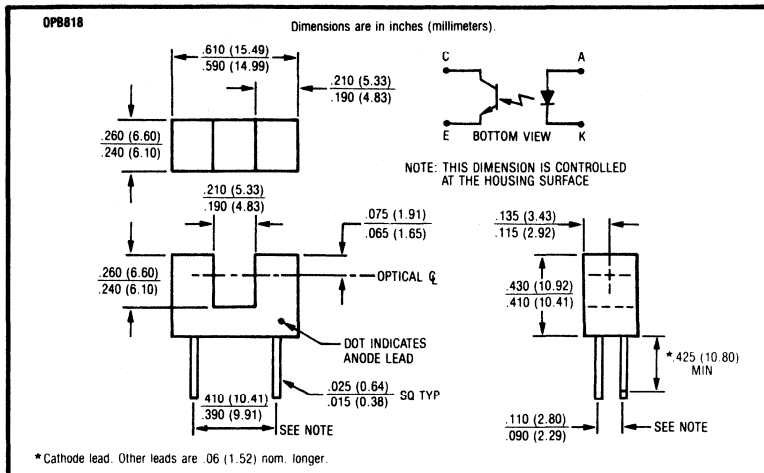 OPB818
Dimensions are in inches (millimeters).
.610 (15.49)
.590 (14.99)
.210 (5.33)
.190 (4.83)
.260 (6.60)
.240 (6.10)
C
A
E
BOTTOM VIEW
K
NOTE: THIS DIMENSION IS CONTROLLED
AT THE HOUSING SURFACE
.210 (5.33)
.190 (4.83)
.075 (1.91)
.065 (1.65)
.135 (3.43)
.115 (2.92)
.260 (6.60)
.240 (6.10)
OPTICAL ℄
.430 (10.92)
.410 (10.41)
DOT INDICATES
ANODE LEAD
*.425 (10.80)
MIN
.025 (0.64)
.015 (0.38)
SQ TYP
410 (10.41)
.390 (9.91)
SEE NOTE
.110 (2.80)
.090 (2.29)
SEE NOTE
* Cathode lead. Other leads are .06 (1.52) nom. longer.